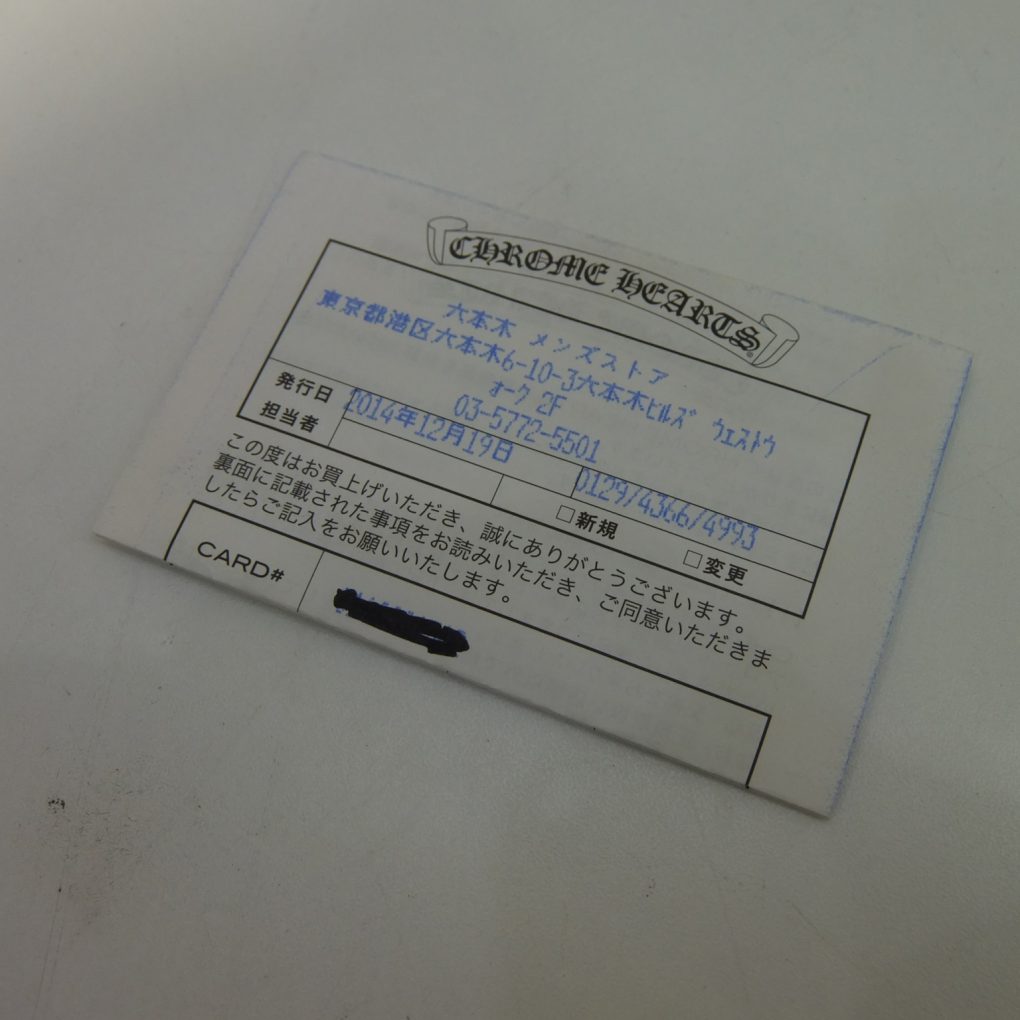 CHROME HEARTS
六本木 メンズストア
東京都港区六本木6-10-3六本木ﾋﾙｽﾞ ｳｪｽﾄｳ
ｫｰｸ 2F
03-5772-5501
発行日 2014年12月19日 0129/4366/4993
担当者 □新規 □変更
この度はお買上げいただき、誠にありがとうございます。
裏面に記載された事項をお読みいただき、ご同意いただきま
したらご記入をお願いいたします。
CARD#